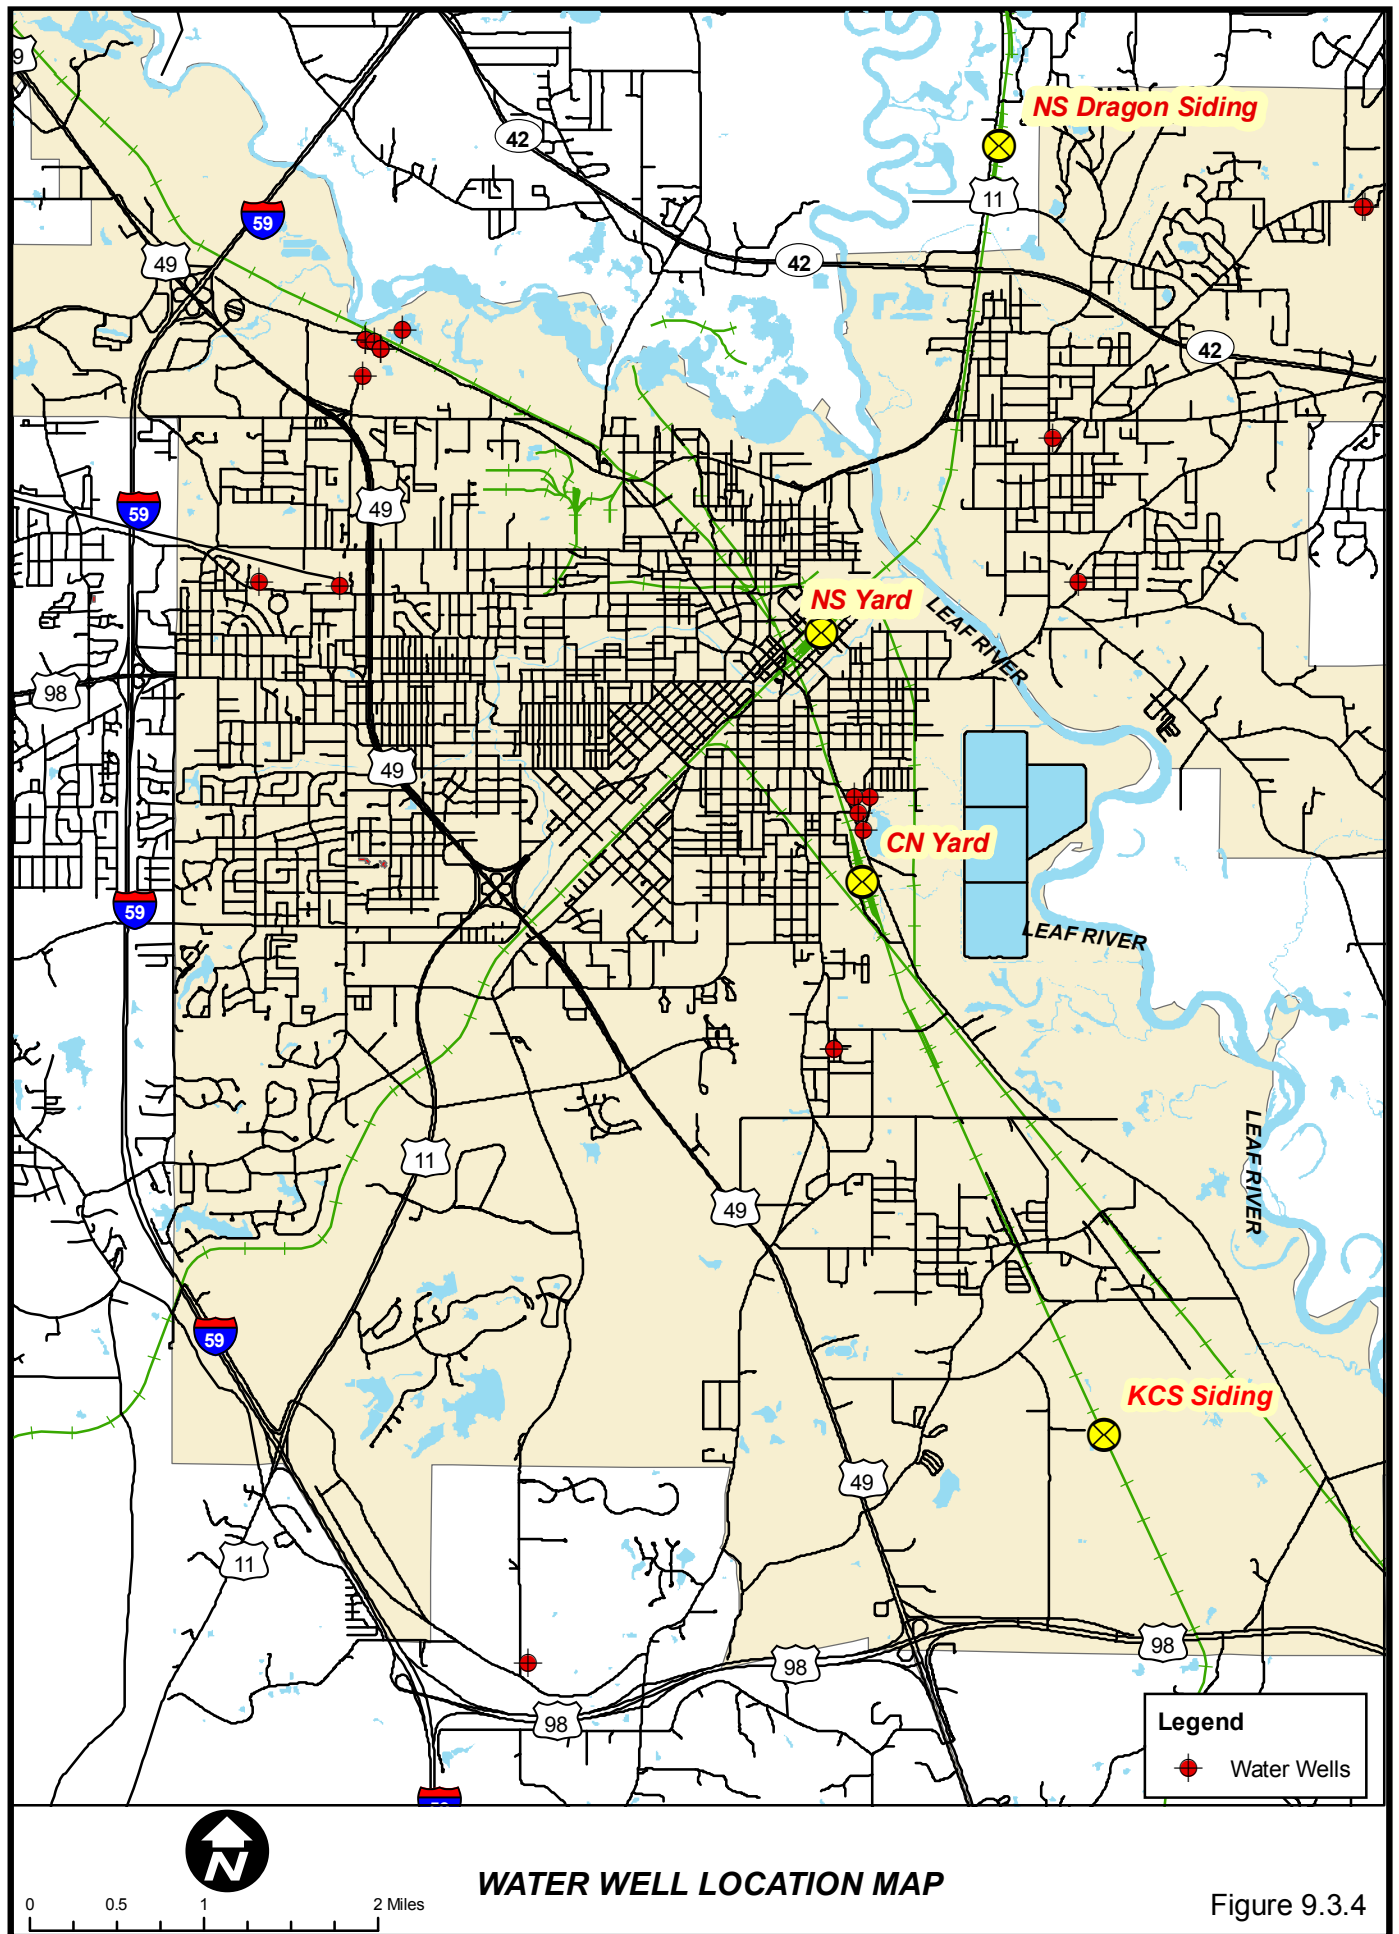 NS Dragon Siding
9
42
11
59
49
42
42
49
59
NS Yard
LEAF RIVER
98
49
CN Yard
59
LEAF RIVER
LEAF RIVER
11
49
59
KCS Siding
49
11
98
98
98
Legend
Water Wells
N
WATER WELL LOCATION MAP
0 0.5 1 2 Miles
Figure 9.3.4